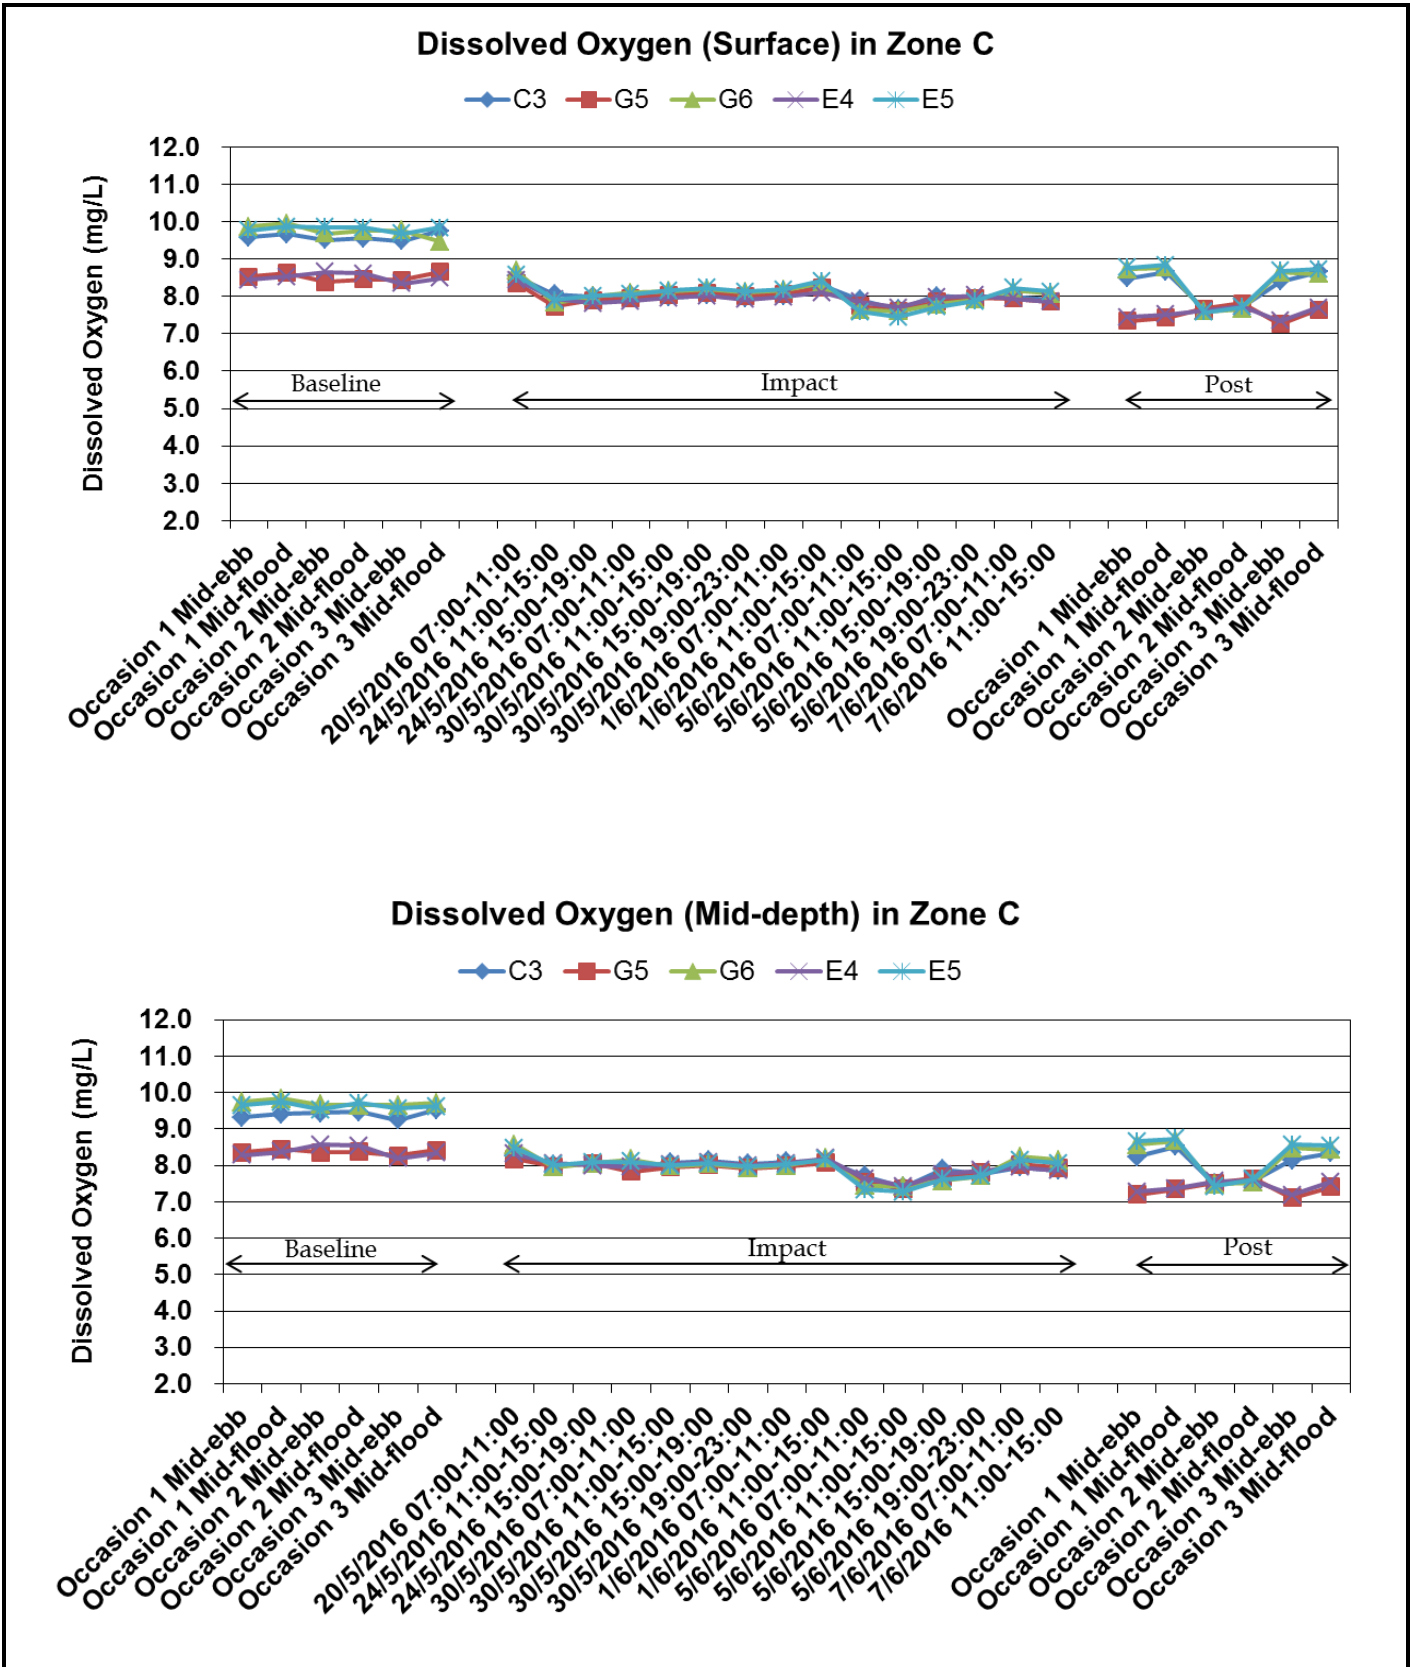 Dissolved Oxygen (Surface) in Zone C
C3 G5 G6 E4 E5
Dissolved Oxygen (mg/L)
12.0
11.0
10.0
9.0
8.0
7.0
6.0
5.0
4.0
3.0
2.0
Baseline Impact Post
Occasion 1 Mid-ebb
Occasion 1 Mid-flood
Occasion 2 Mid-ebb
Occasion 2 Mid-flood
Occasion 3 Mid-ebb
Occasion 3 Mid-flood
20/5/2016 07:00-11:00
24/5/2016 11:00-15:00
24/5/2016 15:00-19:00
30/5/2016 07:00-11:00
30/5/2016 11:00-15:00
30/5/2016 15:00-19:00
30/5/2016 19:00-23:00
1/6/2016 07:00-11:00
1/6/2016 11:00-15:00
5/6/2016 07:00-11:00
5/6/2016 11:00-15:00
5/6/2016 15:00-19:00
5/6/2016 19:00-23:00
7/6/2016 07:00-11:00
7/6/2016 11:00-15:00
Occasion 1 Mid-ebb
Occasion 1 Mid-flood
Occasion 2 Mid-ebb
Occasion 2 Mid-flood
Occasion 3 Mid-ebb
Occasion 3 Mid-flood
Dissolved Oxygen (Mid-depth) in Zone C
C3 G5 G6 E4 E5
Dissolved Oxygen (mg/L)
12.0
11.0
10.0
9.0
8.0
7.0
6.0
5.0
4.0
3.0
2.0
Baseline Impact Post
Occasion 1 Mid-ebb
Occasion 1 Mid-flood
Occasion 2 Mid-ebb
Occasion 2 Mid-flood
Occasion 3 Mid-ebb
Occasion 3 Mid-flood
20/5/2016 07:00-11:00
24/5/2016 11:00-15:00
24/5/2016 15:00-19:00
30/5/2016 07:00-11:00
30/5/2016 11:00-15:00
30/5/2016 15:00-19:00
30/5/2016 19:00-23:00
1/6/2016 07:00-11:00
1/6/2016 11:00-15:00
5/6/2016 07:00-11:00
5/6/2016 11:00-15:00
5/6/2016 15:00-19:00
5/6/2016 19:00-23:00
7/6/2016 07:00-11:00
7/6/2016 11:00-15:00
Occasion 1 Mid-ebb
Occasion 1 Mid-flood
Occasion 2 Mid-ebb
Occasion 2 Mid-flood
Occasion 3 Mid-ebb
Occasion 3 Mid-flood